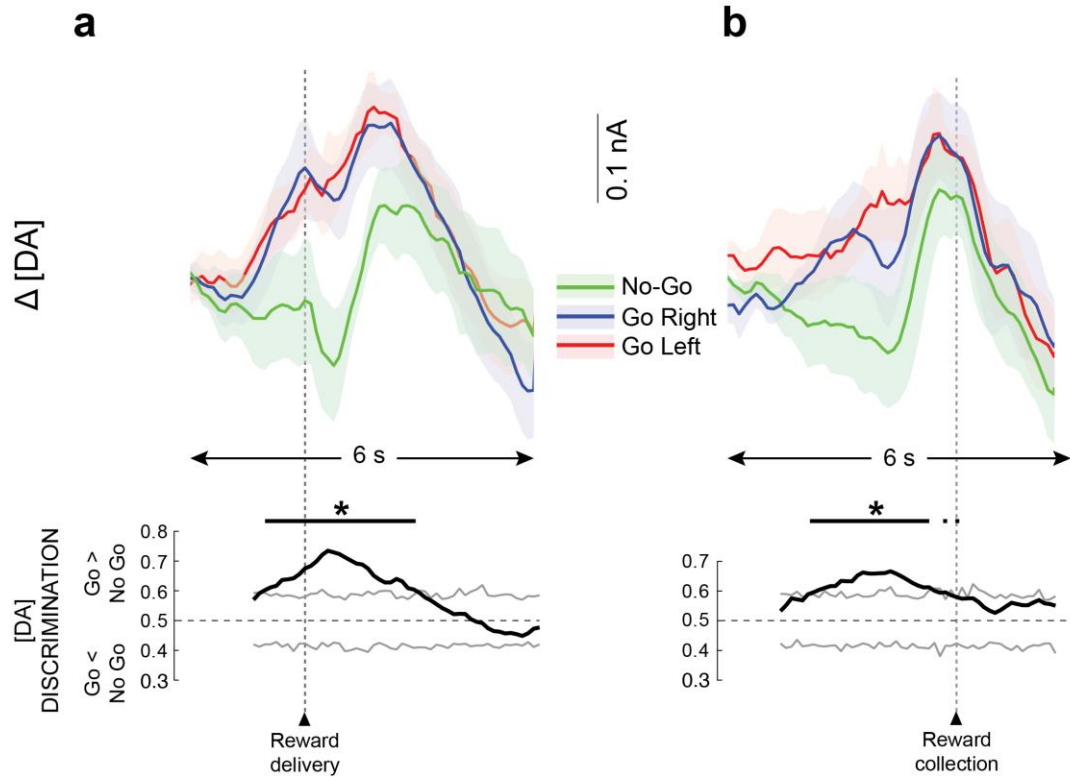 a
b
Δ [DA]
0.1 nA
No-Go
Go Right
Go Left
6 s
6 s
[DA]
DISCRIMINATION
Go >
No Go
Go <
No Go
*
0.8
0.7
0.6
0.5
0.4
0.3
*
0.7
0.6
0.5
0.4
0.3
Reward
delivery
Reward
collection